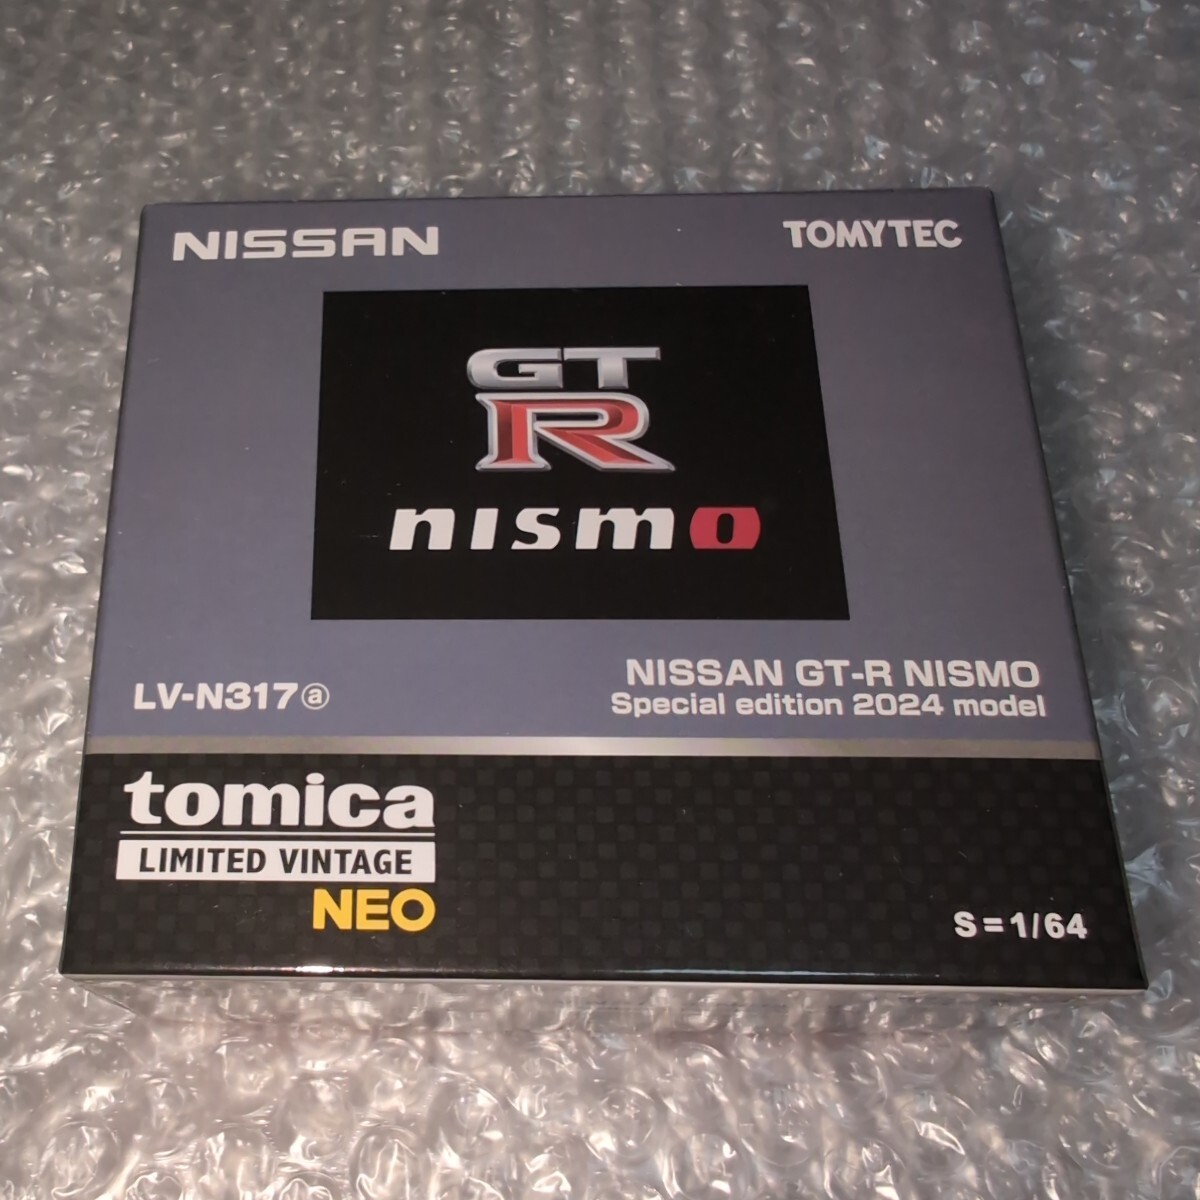 NISSAN
TOMYTEC
GT
R
nismo
LV-N317ⓐ
NISSAN GT-R NISMO
Special edition 2024 model
tomica
LIMITED VINTAGE
NEO
S=1/64